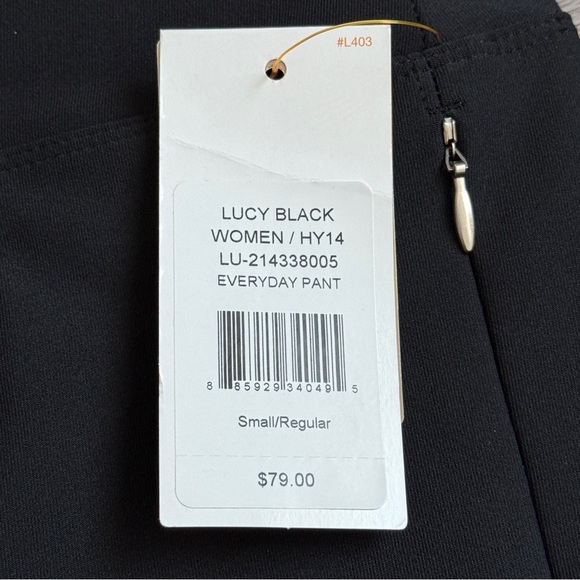 #L403
LUCY BLACK
WOMEN / HY14
LU-214338005
EVERYDAY PANT
8 85929 34049 5
Small/Regular
$79.00